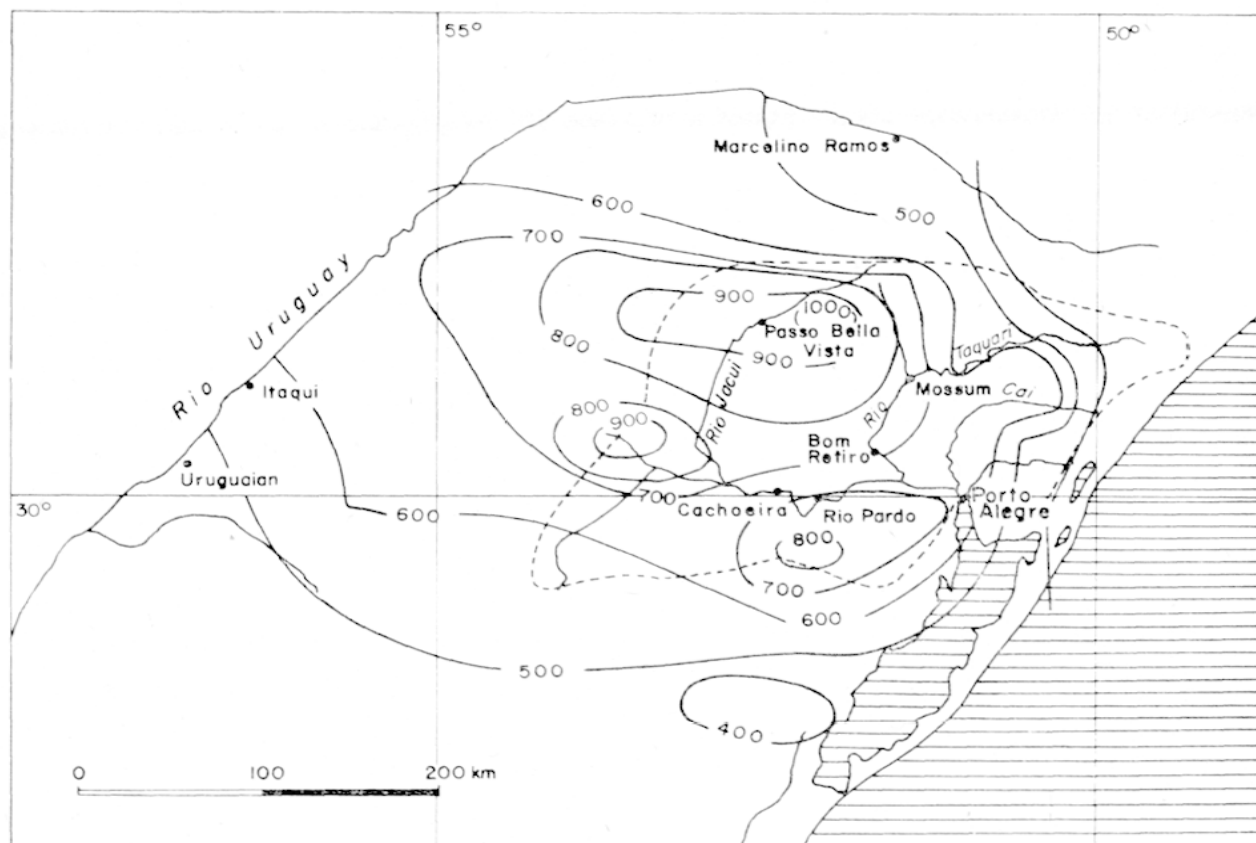 55°
50°
Marcelino Ramos
600
500
700
Rio Uruguay
900
1000
Passo Bella
Vista
800
900
Taquari
Itaqui
Rio Jacui
Mossum
Cai
800
900
Rio
Bom
Retiro
Uruguaian
30°
700
Cachoeira
Rio Pardo
Porto
Alegre
600
800
700
600
500
400
0
100
200 km